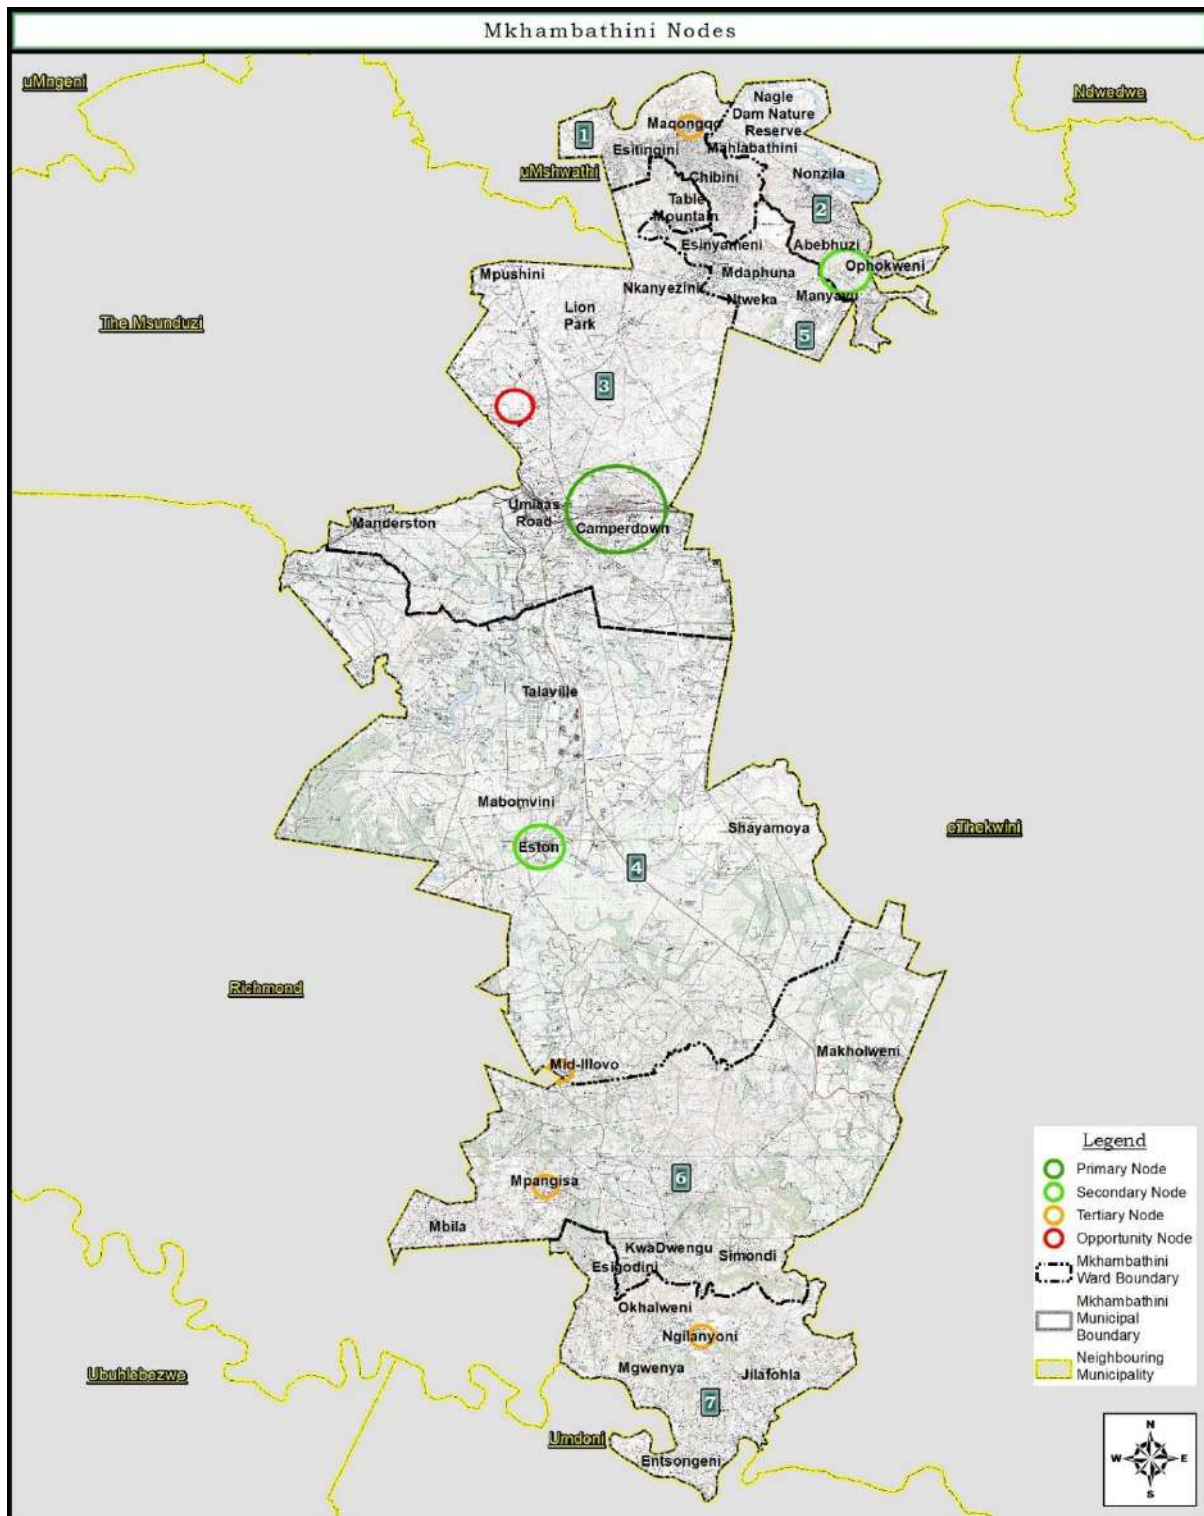 Mkhambathini Nodes
uMngeni
Ndwedwe
Nagle
Dam Nature
Reserve
Maqongqo
1
Esitingini
Mahlabathini
uMshwathi
Chibini
Nonzila
Table
Mountain
2
Esinyameni
Abebhuzi
Ophokweni
Mpushini
Mdaphuna
Nkanyezini
Ntweka
Manyavu
Lion
Park
The Msunduzi
5
3
Umlaas
Road
Manderston
Camperdown
Talaville
Mabomvini
Shayamoya
eThekwini
Eston
4
Richmond
Mid-Illovo
Makholweni
Mpangisa
6
Mbila
KwaDwengu
Simondi
Esigodini
Okhalweni
Ngilanyoni
Mgwenya
Jilafohla
Ubuhlebezwe
7
Umdoni
Entsongeni
Legend
Primary Node
Secondary Node
Tertiary Node
Opportunity Node
Mkhambathini
Ward Boundary
Mkhambathini
Municipal
Boundary
Neighbouring
Municipality
N
W E
S